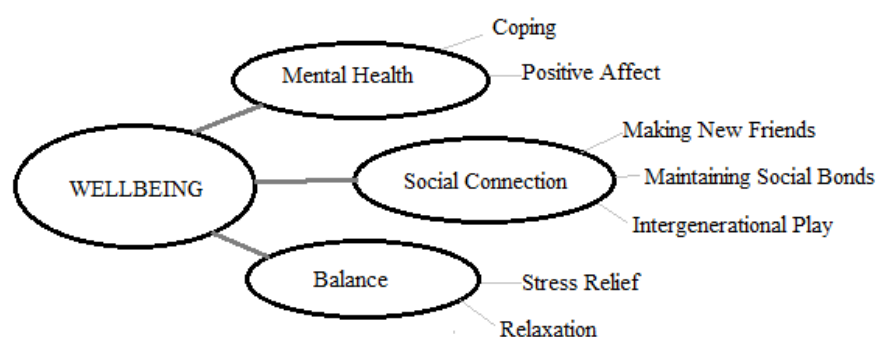 Coping
Mental Health
Positive Affect
Making New Friends
WELLBEING
Social Connection
Maintaining Social Bonds
Intergenerational Play
Balance
Stress Relief
Relaxation